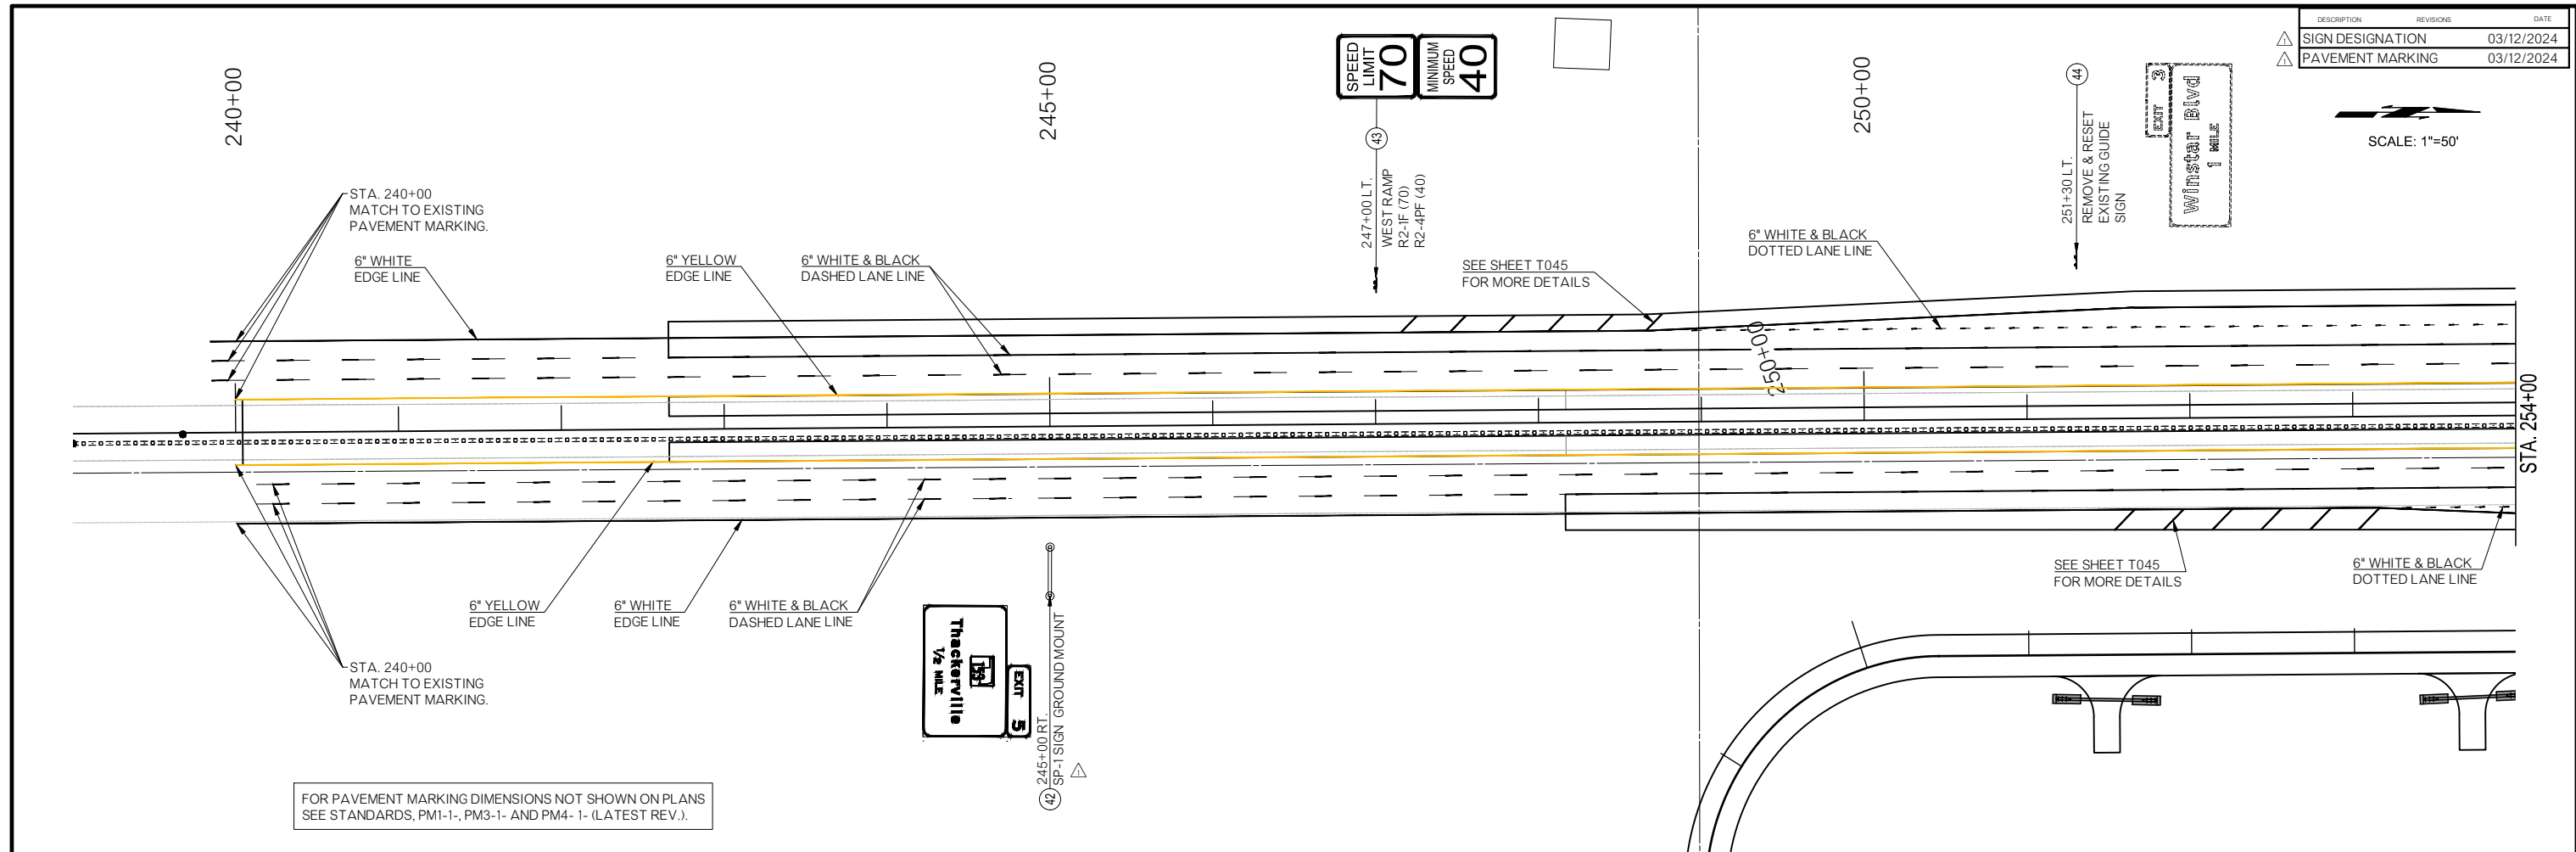 DESCRIPTION REVISIONS DATE
1 SIGN DESIGNATION 03/12/2024
1 PAVEMENT MARKING 03/12/2024
SCALE: 1"=50'
240+00
245+00
250+00
SPEED
LIMIT
70
MINIMUM
SPEED
40
43
247+00 LT.
WEST RAMP
R2-1F (70)
R2-4PF (40)
44
251+30 LT.
REMOVE & RESET
EXISTING GUIDE
SIGN
EXIT 3
Winstar Blvd
1 MILE
STA. 240+00
MATCH TO EXISTING
PAVEMENT MARKING.
6" WHITE
EDGE LINE
6" YELLOW
EDGE LINE
6" WHITE & BLACK
DASHED LANE LINE
SEE SHEET T045
FOR MORE DETAILS
6" WHITE & BLACK
DOTTED LANE LINE
250+00
STA. 254+00
6" YELLOW
EDGE LINE
6" WHITE
EDGE LINE
6" WHITE & BLACK
DASHED LANE LINE
SEE SHEET T045
FOR MORE DETAILS
6" WHITE & BLACK
DOTTED LANE LINE
STA. 240+00
MATCH TO EXISTING
PAVEMENT MARKING.
EXIT 5
153
Thackerville
1/2 MILE
42
245+00 RT.
SP-1 SIGN GROUND MOUNT
1
FOR PAVEMENT MARKING DIMENSIONS NOT SHOWN ON PLANS
SEE STANDARDS, PM1-1-, PM3-1- AND PM4- 1- (LATEST REV.).